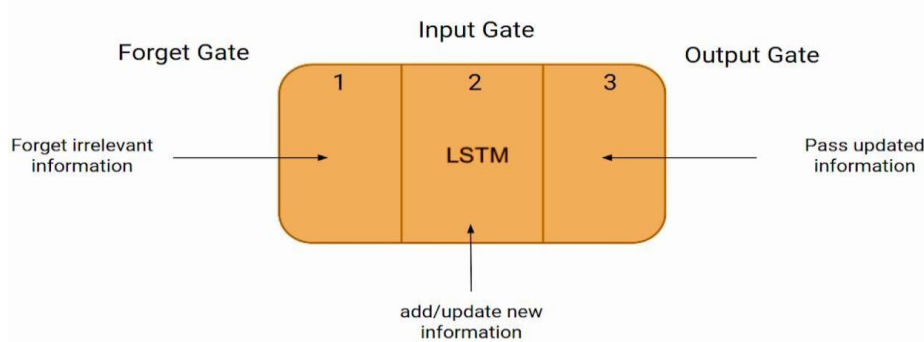 Input Gate
Forget Gate
Output Gate
1
2
3
Forget irrelevant
information
LSTM
Pass updated
information
add/update new
information